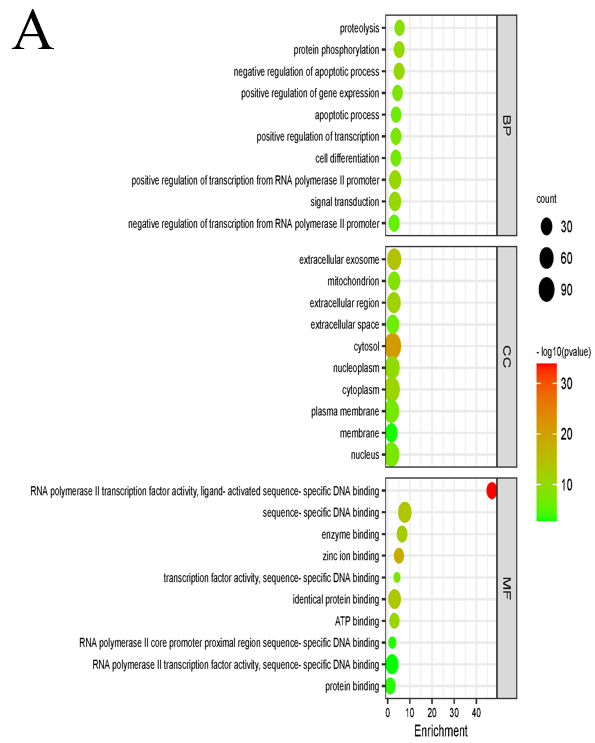 A
proteolysis
protein phosphorylation
negative regulation of apoptotic process
positive regulation of gene expression
apoptotic process
positive regulation of transcription
cell differentiation
positive regulation of transcription from RNA polymerase II promoter
signal transduction
negative regulation of transcription from RNA polymerase II promoter
BP
extracellular exosome
mitochondrion
extracellular region
extracellular space
cytosol
nucleoplasm
cytoplasm
plasma membrane
membrane
nucleus
CC
RNA polymerase II transcription factor activity, ligand- activated sequence- specific DNA binding
sequence- specific DNA binding
enzyme binding
zinc ion binding
transcription factor activity, sequence- specific DNA binding
identical protein binding
ATP binding
RNA polymerase II core promoter proximal region sequence- specific DNA binding
RNA polymerase II transcription factor activity, sequence- specific DNA binding
protein binding
MF
0 10 20 30 40
Enrichment
count
30
60
90
- log10(pvalue)
30
20
10